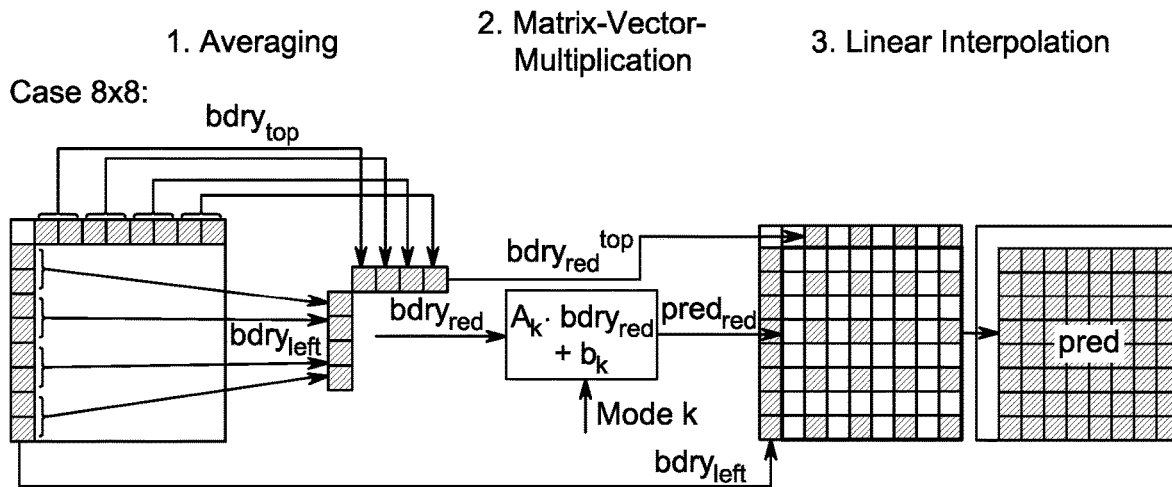 1. Averaging
2. Matrix-Vector-
Multiplication
3. Linear Interpolation
Case 8x8:
bdry_top
bdry_red^top
bdry_red
A_k· bdry_red
+ b_k
pred_red
bdry_left
pred
Mode k
bdry_left